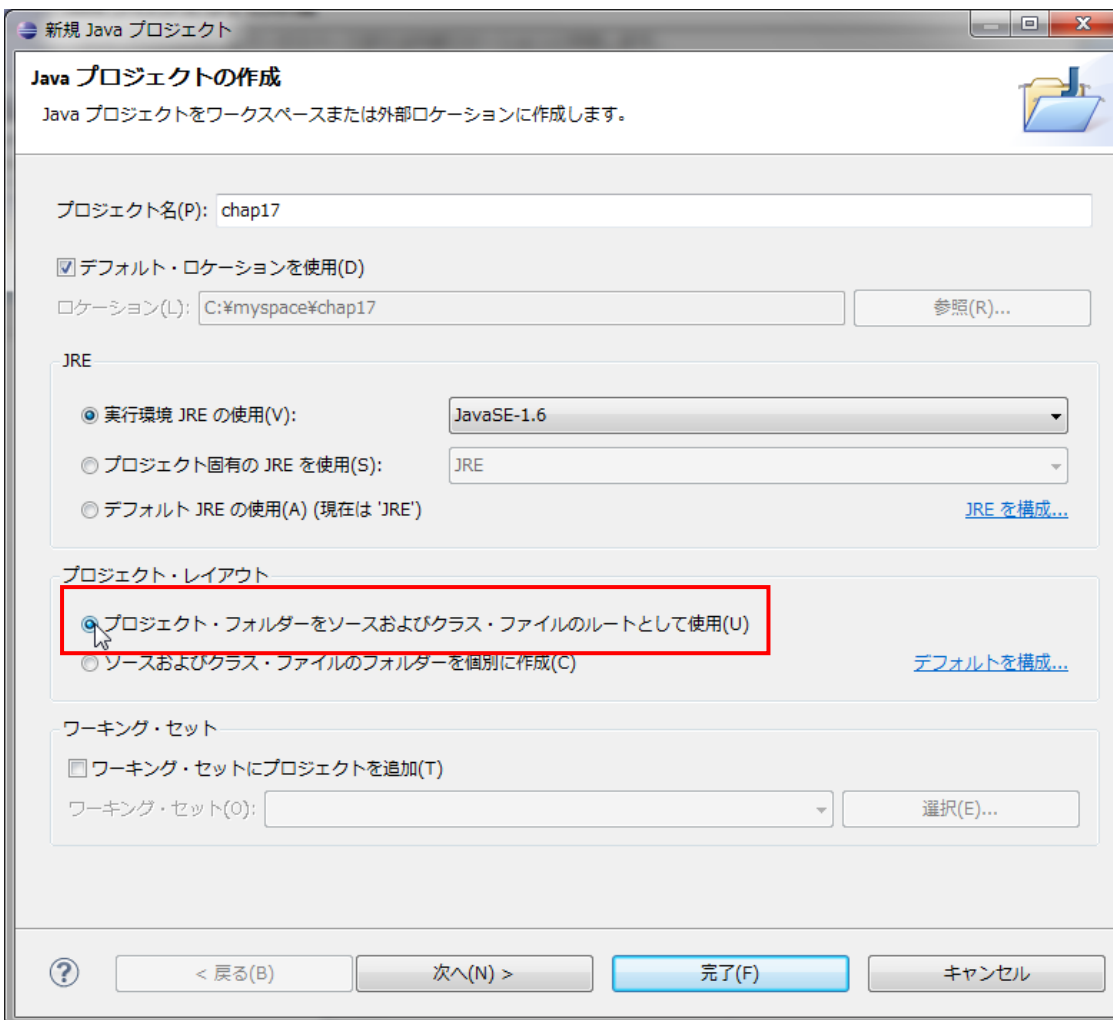 新規 Java プロジェクト
Java プロジェクトの作成
Java プロジェクトをワークスペースまたは外部ロケーションに作成します。
プロジェクト名(P): chap17
デフォルト・ロケーションを使用(D)
ロケーション(L): C:¥myspace¥chap17 参照(R)...
JRE
実行環境 JRE の使用(V): JavaSE-1.6
プロジェクト固有の JRE を使用(S): JRE
デフォルト JRE の使用(A) (現在は 'JRE') JRE を構成...
プロジェクト・レイアウト
プロジェクト・フォルダーをソースおよびクラス・ファイルのルートとして使用(U)
ソースおよびクラス・ファイルのフォルダーを個別に作成(C) デフォルトを構成...
ワーキング・セット
ワーキング・セットにプロジェクトを追加(T)
ワーキング・セット(O): 選択(E)...
? < 戻る(B) 次へ(N) > 完了(F) キャンセル